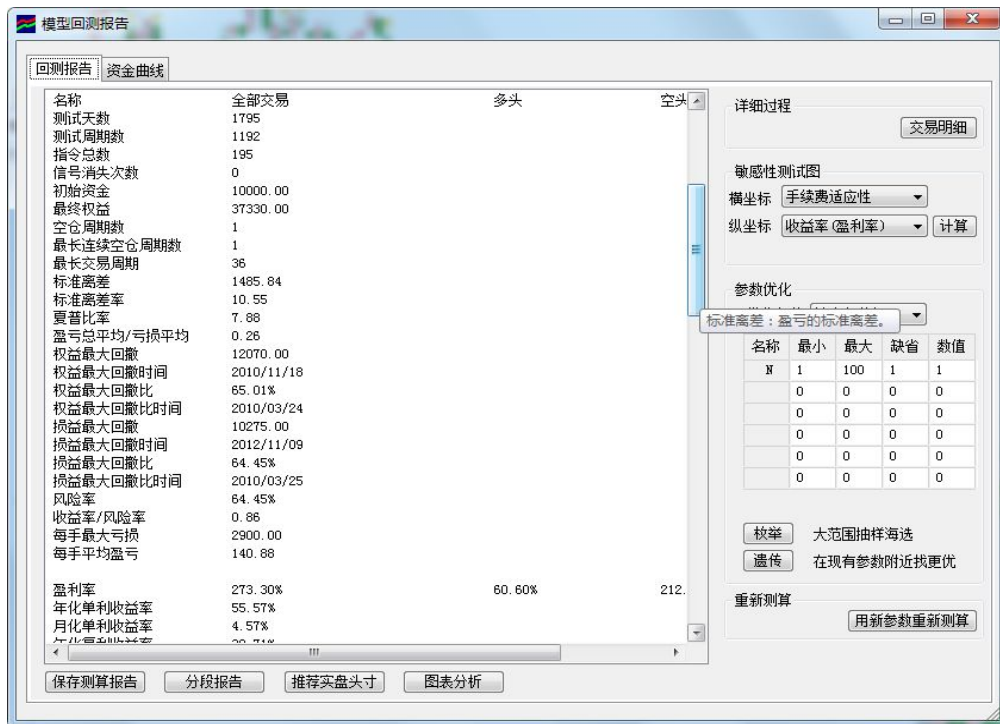 模型回测报告
回测报告 资金曲线
名称 全部交易 多头 空头
测试天数 1795
测试周期数 1192
指令总数 195
信号消失次数 0
初始资金 10000.00
最终权益 37330.00
空仓周期数 1
最长连续空仓周期数 1
最长交易周期 36
标准离差 1485.84
标准离差率 10.55
夏普比率 7.88
盈亏总平均/亏损平均 0.26
权益最大回撤 12070.00
权益最大回撤时间 2010/11/18
权益最大回撤比 65.01%
权益最大回撤比时间 2010/03/24
损益最大回撤 10275.00
损益最大回撤时间 2012/11/09
损益最大回撤比 64.45%
损益最大回撤比时间 2010/03/25
风险率 64.45%
收益率/风险率 0.86
每手最大亏损 2900.00
每手平均盈亏 140.88
盈利率 273.30% 60.60% 212.
年化单利收益率 55.57%
月化单利收益率 4.57%
保存测算报告 分段报告 推荐实盘头寸 图表分析
详细过程
交易明细
敏感性测试图
横坐标 手续费适应性
纵坐标 收益率(盈利率) 计算
参数优化
标准离差：盈亏的标准离差。
名称 最小 最大 缺省 数值
N 1 100 1 1
0 0 0 0
0 0 0 0
0 0 0 0
0 0 0 0
0 0 0 0
枚举 大范围抽样海选
遗传 在现有参数附近找更优
重新测算
用新参数重新测算